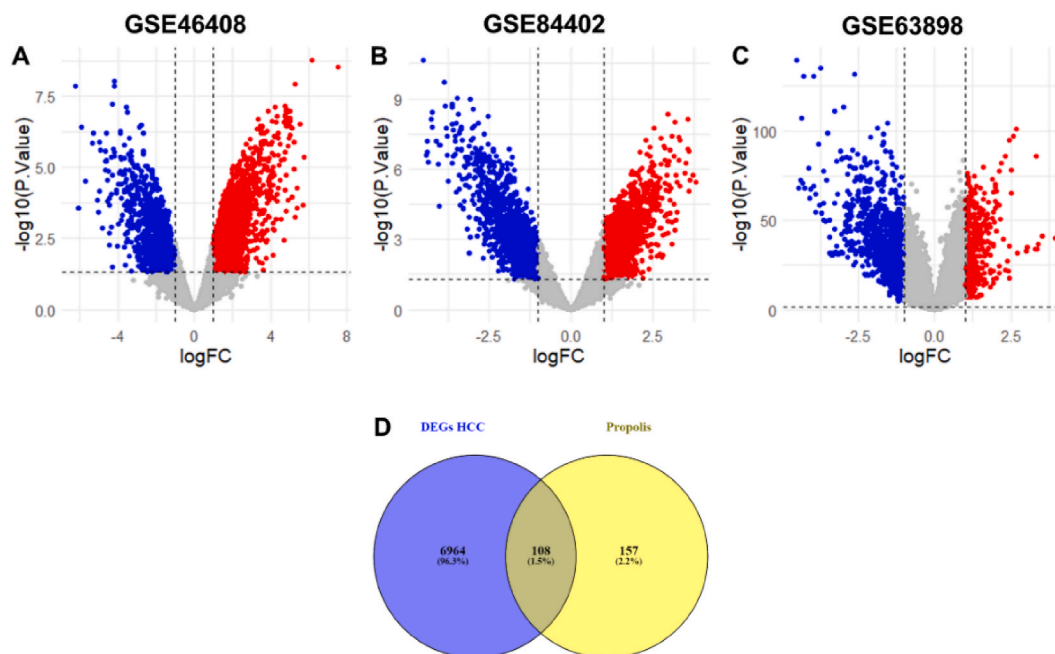 GSE46408
GSE84402
GSE63898
A
B
C
-log10(P.Value)
7.5
5.0
2.5
0.0
-4
0
4
8
logFC
-log10(P.Value)
9
6
3
0
-2.5
0.0
2.5
logFC
-log10(P.Value)
100
50
0
-2.5
0.0
2.5
logFC
D
DEGs HCC
Propolis
6964
(96.3%)
108
(1.5%)
157
(2.2%)